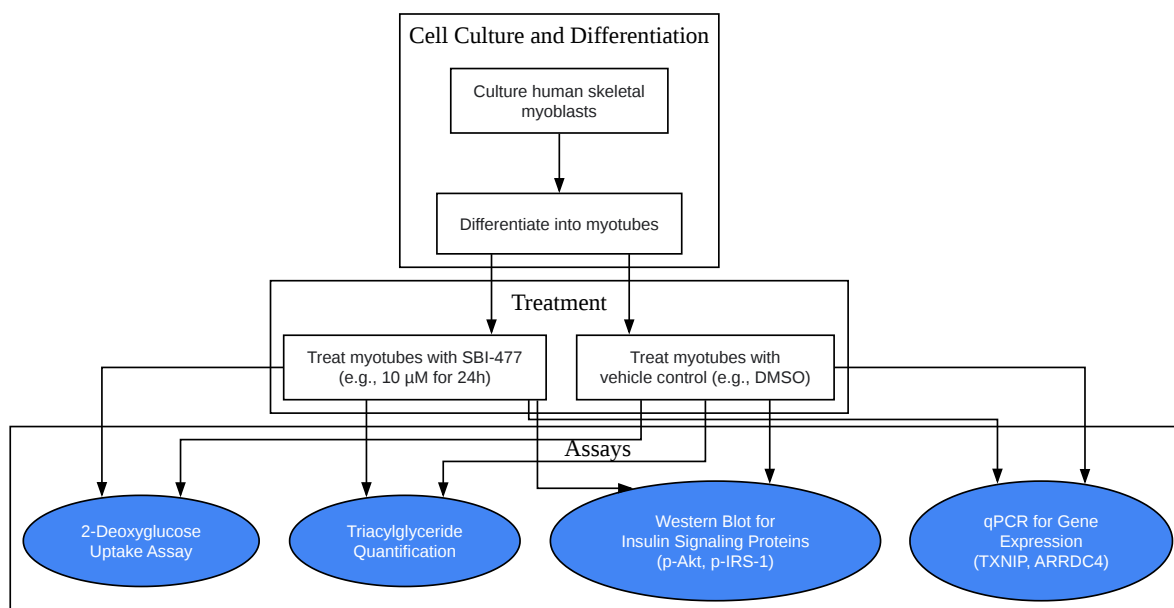 Cell Culture and Differentiation
Culture human skeletal
myoblasts
Differentiate into myotubes
Treatment
Treat myotubes with SBI-477
(e.g., 10 µM for 24h)
Treat myotubes with
vehicle control (e.g., DMSO)
Assays
2-Deoxyglucose
Uptake Assay
Triacylglyceride
Quantification
Western Blot for
Insulin Signaling Proteins
(p-Akt, p-IRS-1)
qPCR for Gene
Expression
(TXNIP, ARRDC4)